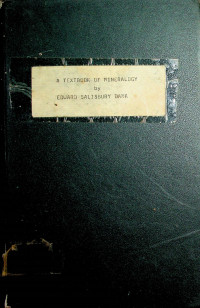 A TEXTBOOK OF MINERALOGY
by
EDWARD SALISBURY DANA